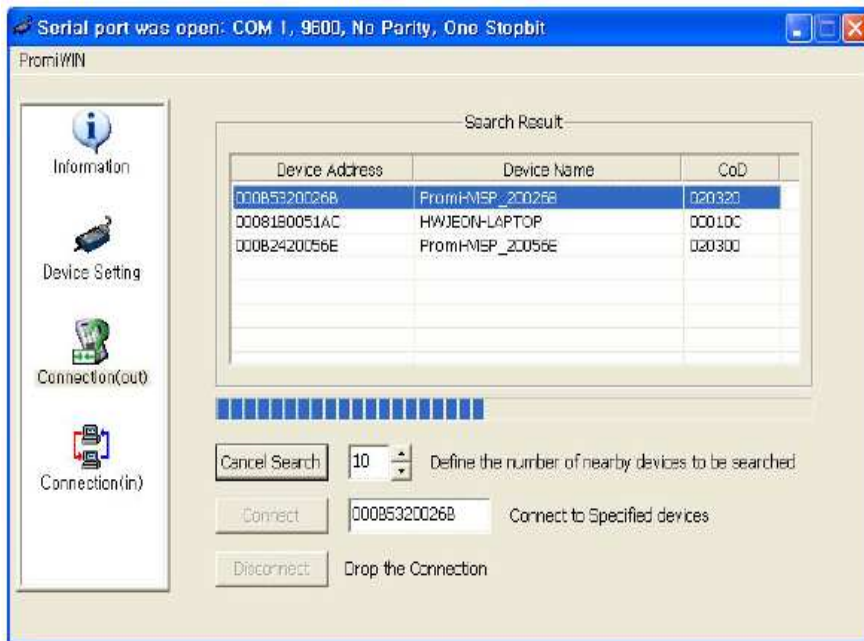 Serial port was open: COM 1, 9600, No Parity, One Stopbit
PromiWIN
Information
Device Setting
Connection(out)
Connection(in)
Search Result
Device Address Device Name CoD
000B5320026B Promi-MSP_20026B 020320
00081B0051AC HWJEON-LAPTOP 00010C
000B2420056E Promi-MSP_20056E 020300
Cancel Search 10 Define the number of nearby devices to be searched
Connect 000B5320026B Connect to Specified devices
Disconnect Drop the Connection